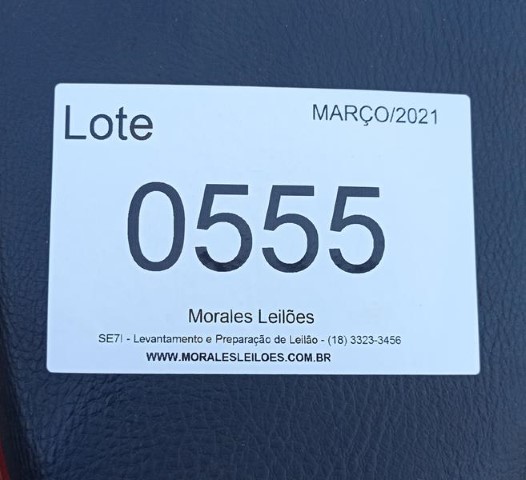 Lote
MARÇO/2021
0555
Morales Leilões
SE7I - Levantamento e Preparação de Leilão - (18) 3323-3456
WWW.MORALESLEILOES.COM.BR